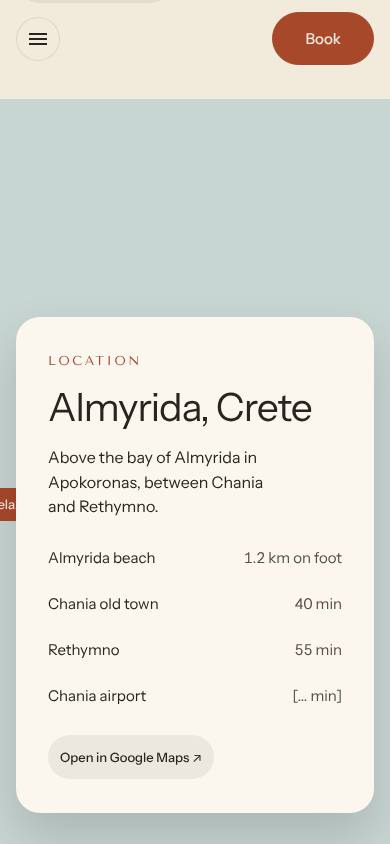 Book
LOCATION
Almyrida, Crete
Above the bay of Almyrida in
Apokoronas, between Chania
and Rethymno.
Almyrida beach 1.2 km on foot
Chania old town 40 min
Rethymno 55 min
Chania airport [... min]
Open in Google Maps ↗